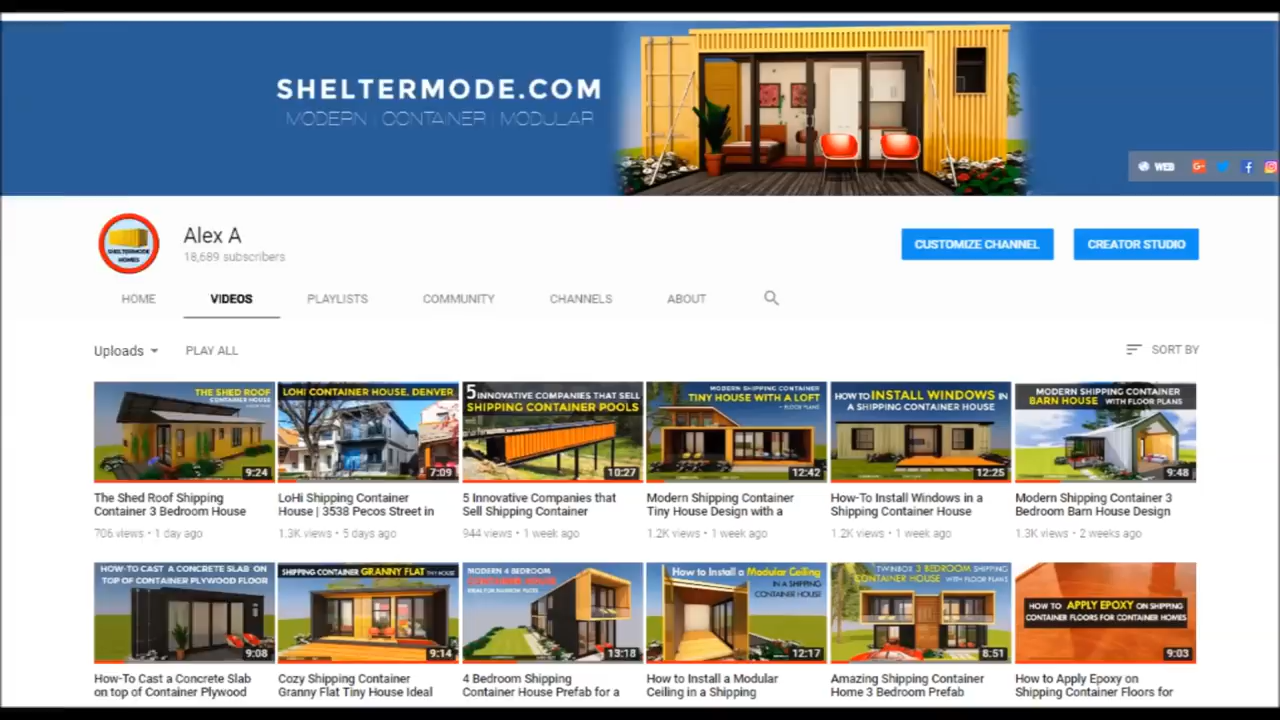 SHELTERMODE.COM
MODERN | CONTANER | MODULAR
WEB
SHELTERMODE
HOMES
Alex A
18,689 subscribers
CUSTOMIZE CHANNEL
CREATOR STUDIO
HOME
VIDEOS
PLAYLISTS
COMMUNITY
CHANNELS
ABOUT
Uploads
PLAY ALL
SORT BY
THE SHED ROOF
CONTAINER HOUSE
9:24
The Shed Roof Shipping
Container 3 Bedroom House
706 views • 1 day ago
LOHI CONTAINER HOUSE, DENVER
7:09
LoHi Shipping Container
House | 3538 Pecos Street in
1.3K views • 5 days ago
5 INNOVATIVE COMPANIES THAT SELL
SHIPPING CONTAINER POOLS
10:27
5 Innovative Companies that
Sell Shipping Container
944 views • 1 week ago
MODERN SHIPPING CONTAINER
TINY HOUSE WITH A LOFT
+ FLOOR PLANS
12:42
Modern Shipping Container
Tiny House Design with a
1.2K views • 1 week ago
HOW TO INSTALL WINDOWS IN
A SHIPPING CONTAINER HOUSE
12:25
How-To Install Windows in a
Shipping Container House
1.2K views • 1 week ago
MODERN SHIPPING CONTAINER
BARN HOUSE WITH FLOOR PLANS
9:48
Modern Shipping Container 3
Bedroom Barn House Design
1.3K views • 2 weeks ago
HOW-TO CAST A CONCRETE SLAB ON
TOP OF CONTAINER PLYWOOD FLOOR
9:08
How-To Cast a Concrete Slab
on top of Container Plywood
SHIPPING CONTAINER GRANNY FLAT TINY HOUSE
9:14
Cozy Shipping Container
Granny Flat Tiny House Ideal
MODERN 4 BEDROOM
CONTAINER HOUSE
IDEAL FOR NARROW PLOTS
13:18
4 Bedroom Shipping
Container House Prefab for a
How to Install a Modular Ceiling
IN A SHIPPING
CONTAINER HOUSE
12:17
How to Install a Modular
Ceiling in a Shipping
TWINBOX 3 BEDROOM SHIPPING
CONTAINER HOUSE WITH FLOOR PLANS
8:51
Amazing Shipping Container
Home 3 Bedroom Prefab
HOW TO APPLY EPOXY ON SHIPPING
CONTAINER FLOORS FOR CONTAINER HOMES
9:03
How to Apply Epoxy on
Shipping Container Floors for